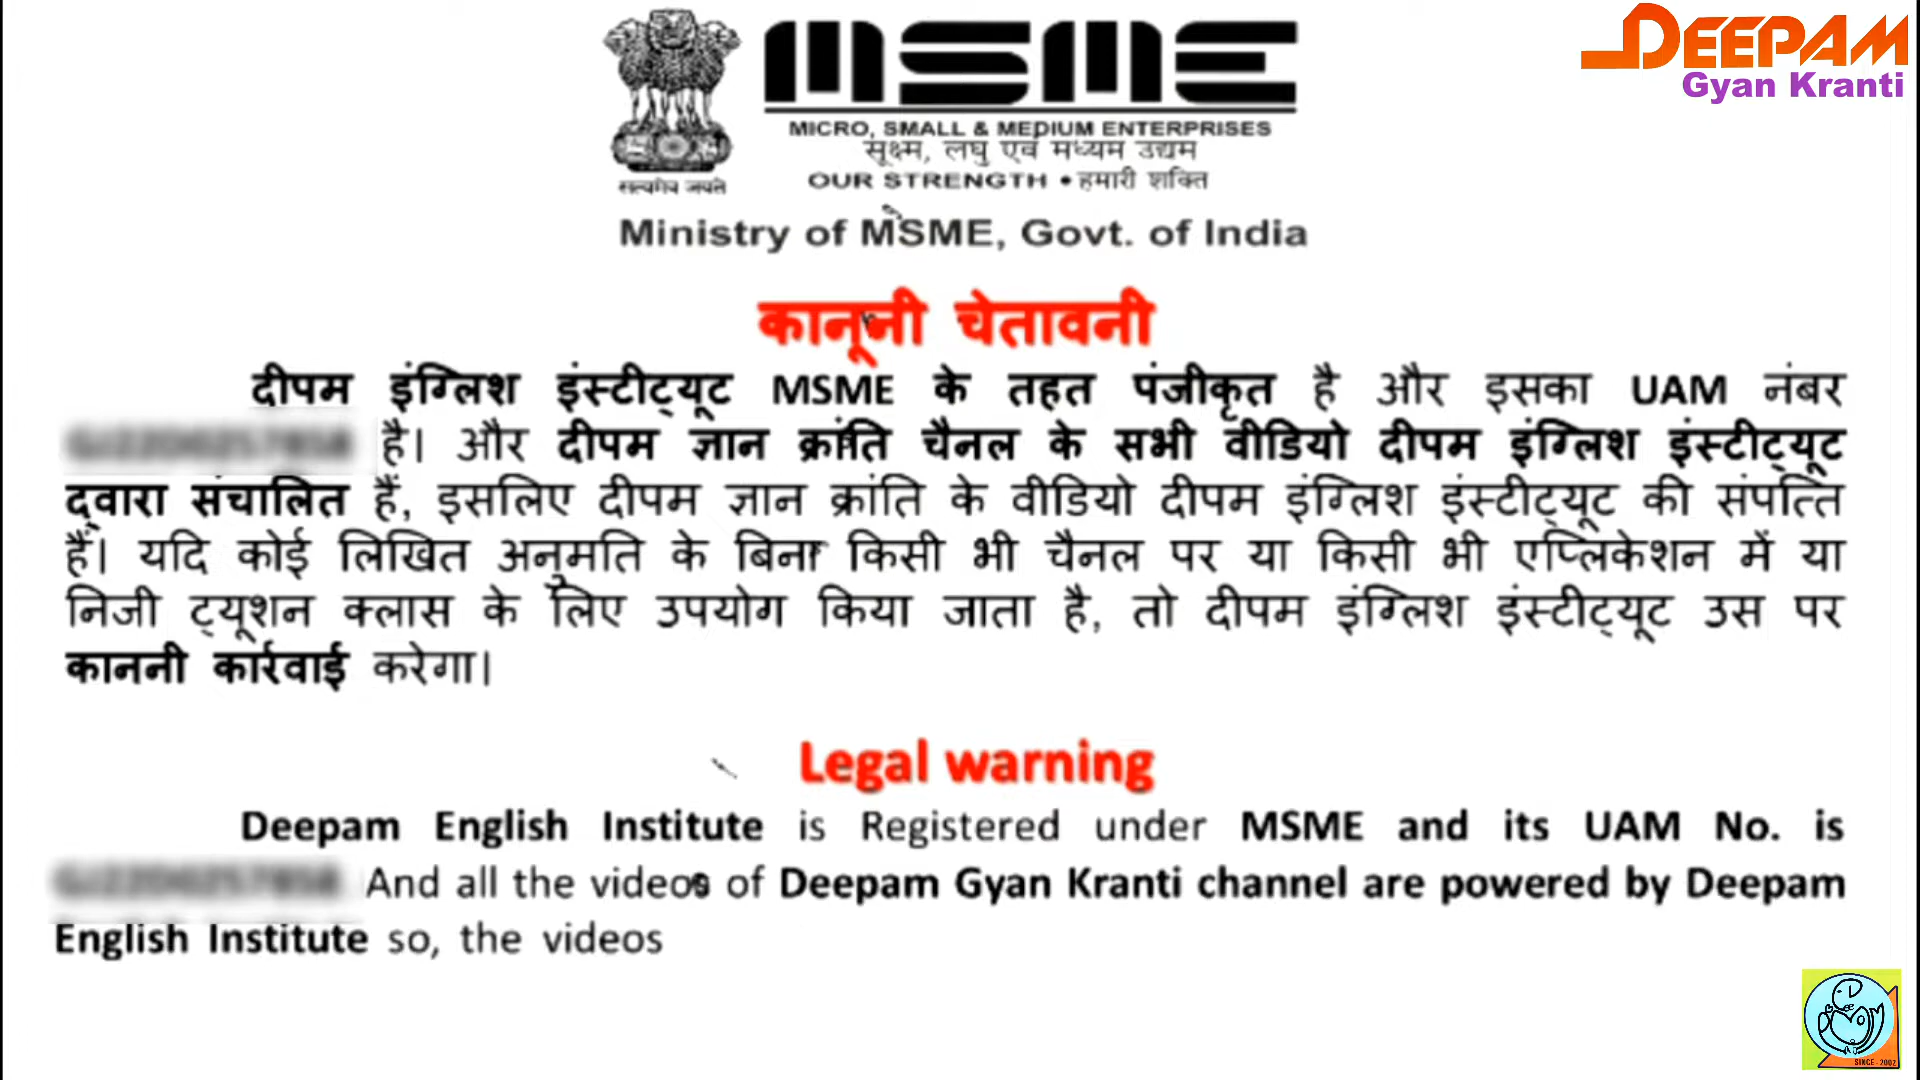 MSME
DEEPAM
Gyan Kranti
MICRO, SMALL & MEDIUM ENTERPRISES
सूक्ष्म, लघु एवं मध्यम उद्यम
सत्यमेव जयते
OUR STRENGTH • हमारी शक्ति
Ministry of MSME, Govt. of India
कानूनी चेतावनी
दीपम इंग्लिश इंस्टीट्यूट MSME के तहत पंजीकृत है और इसका UAM नंबर
है। और दीपम ज्ञान क्रांति चैनल के सभी वीडियो दीपम इंग्लिश इंस्टीट्यूट
द्वारा संचालित हैं, इसलिए दीपम ज्ञान क्रांति के वीडियो दीपम इंग्लिश इंस्टीट्यूट की संपत्ति
हैं। यदि कोई लिखित अनुमति के बिना किसी भी चैनल पर या किसी भी एप्लिकेशन में या
निजी ट्यूशन क्लास के लिए उपयोग किया जाता है, तो दीपम इंग्लिश इंस्टीट्यूट उस पर
काननी कार्रवाई करेगा।
Legal warning
Deepam English Institute is Registered under MSME and its UAM No. is
And all the videos of Deepam Gyan Kranti channel are powered by Deepam
English Institute so, the videos
SINCE - 2002